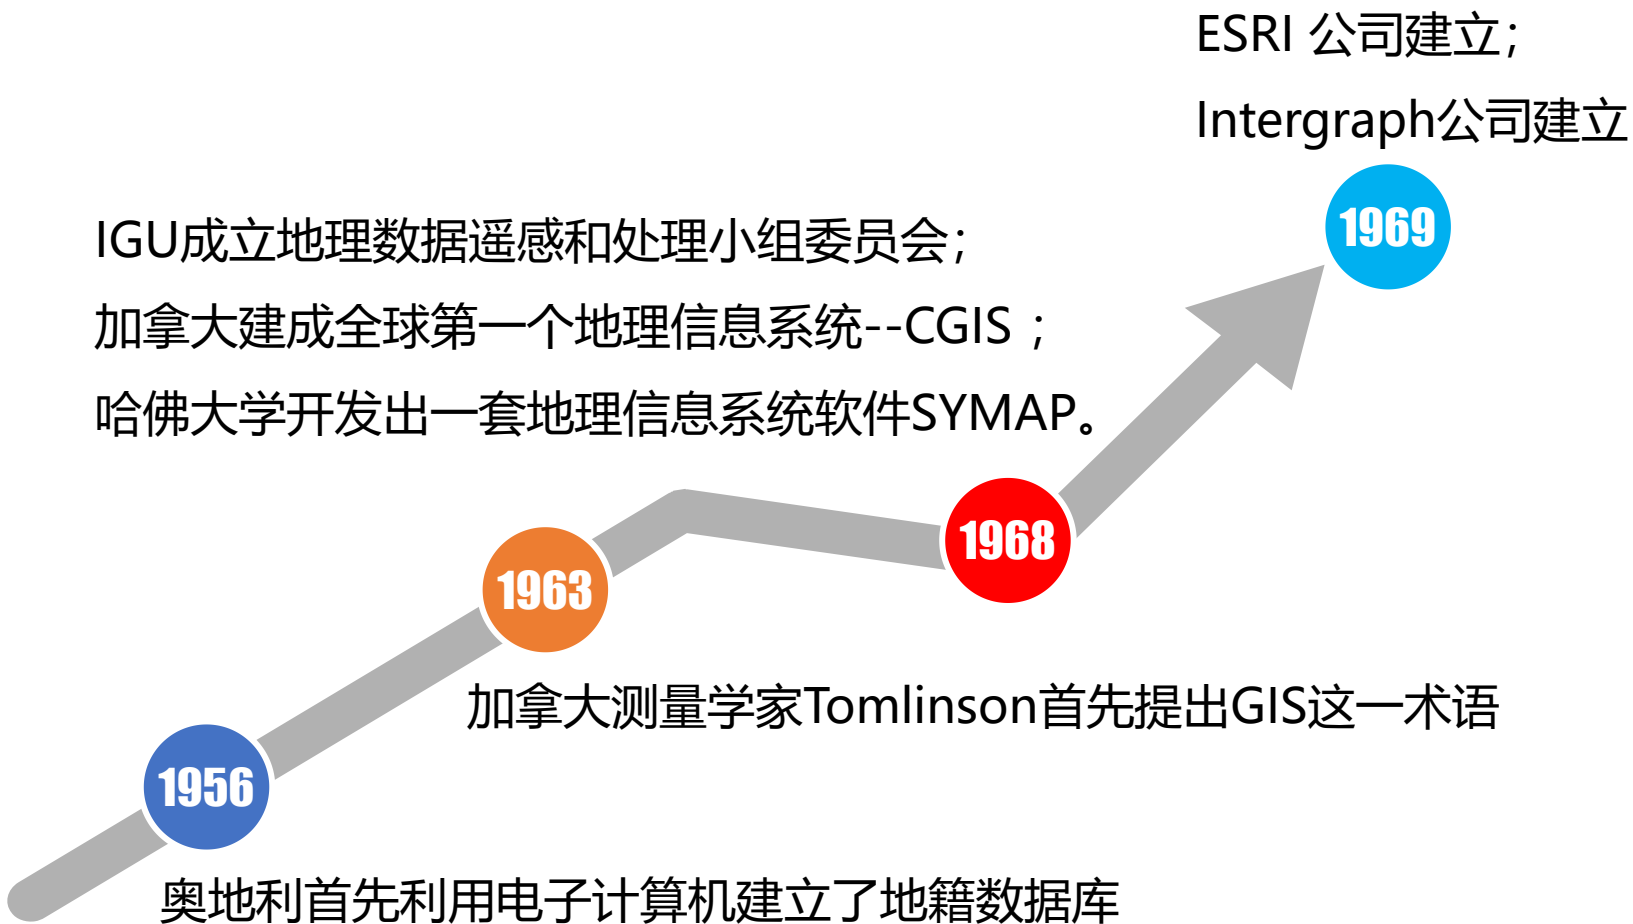 ESRI 公司建立；
Intergraph公司建立
1969
IGU成立地理数据遥感和处理小组委员会；
加拿大建成全球第一个地理信息系统--CGIS ；
哈佛大学开发出一套地理信息系统软件SYMAP。
1968
1963
加拿大测量学家Tomlinson首先提出GIS这一术语
1956
奥地利首先利用电子计算机建立了地籍数据库